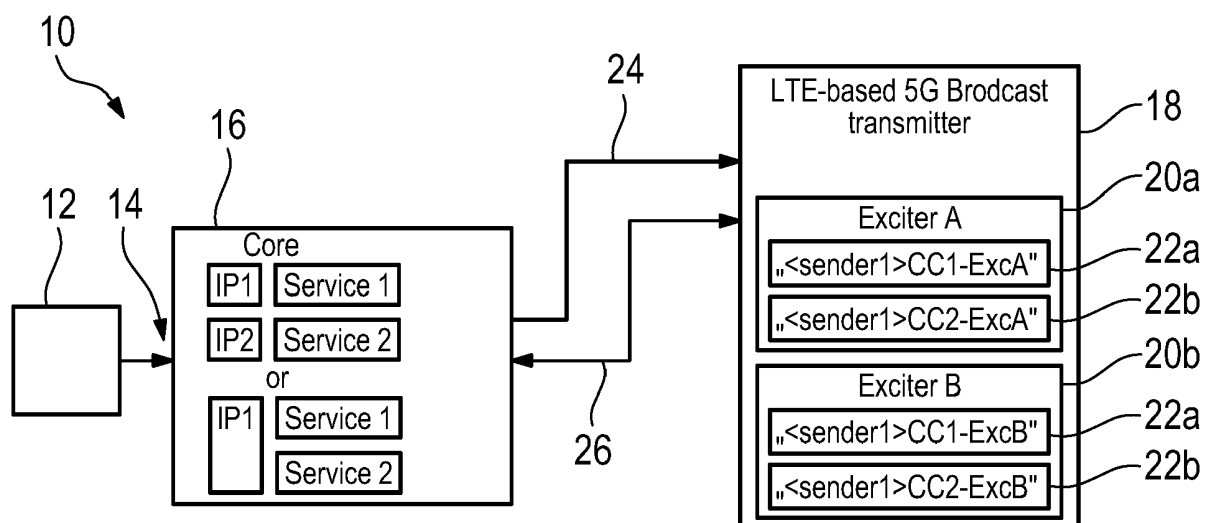 10
12
14
16
Core
IP1 Service 1
IP2 Service 2
or
IP1 Service 1
Service 2
24
26
LTE-based 5G Brodcast
transmitter
18
Exciter A
20a
„<sender1>CC1-ExcA"
22a
„<sender1>CC2-ExcA"
22b
Exciter B
20b
„<sender1>CC1-ExcB"
22a
„<sender1>CC2-ExcB"
22b